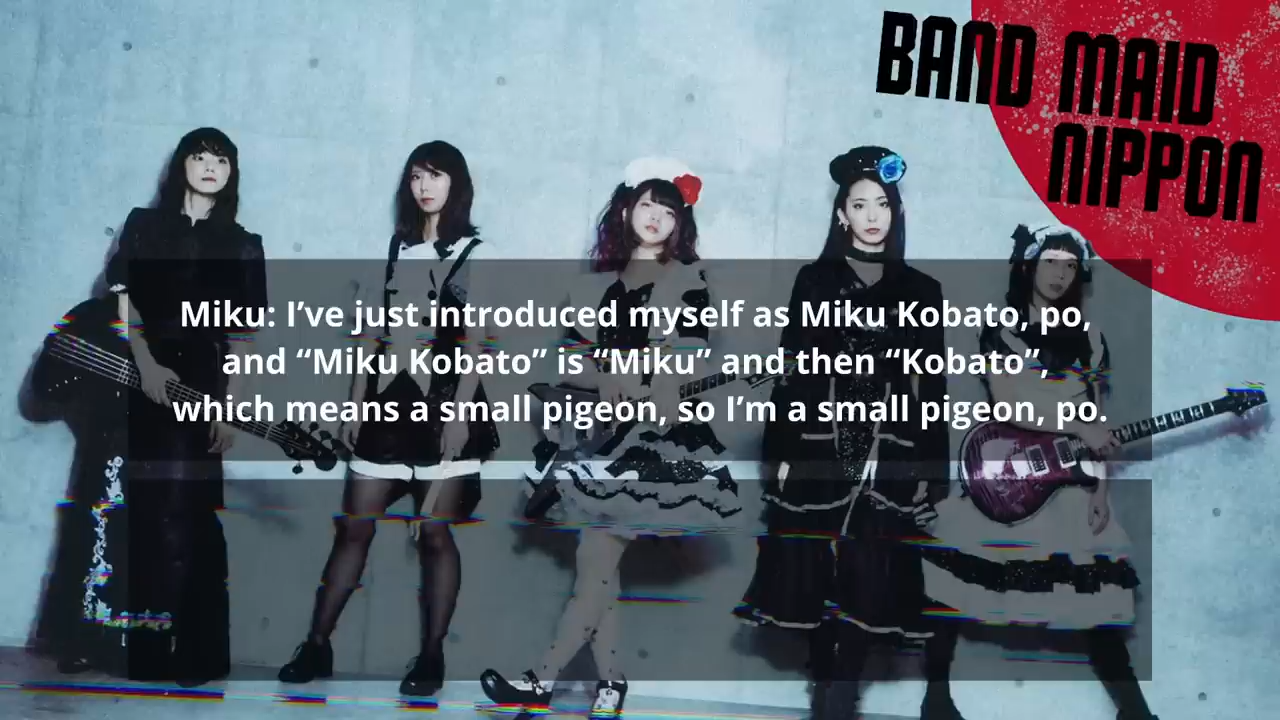 BAND MAID
NIPPON
Miku: I’ve just introduced myself as Miku Kobato, po,
and “Miku Kobato” is “Miku” and then “Kobato”,
which means a small pigeon, so I’m a small pigeon, po.